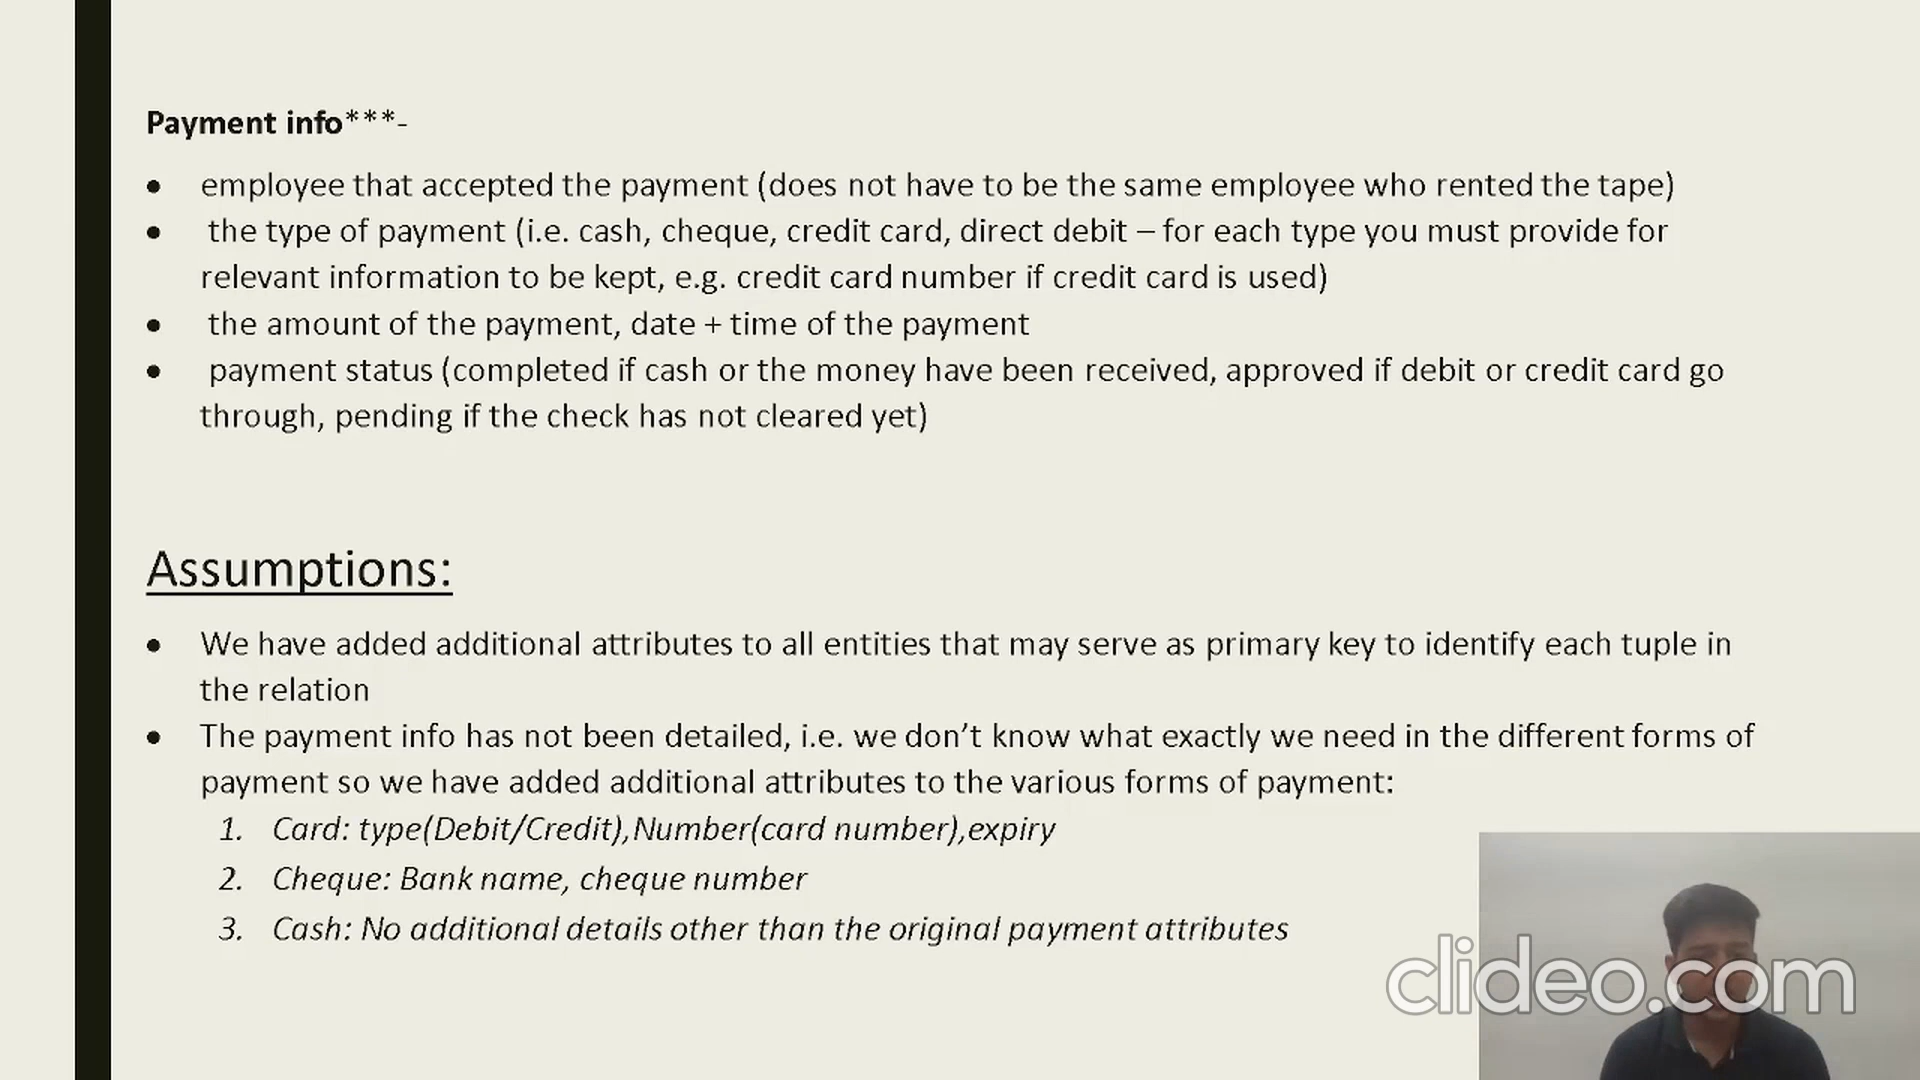 Payment info***-
• employee that accepted the payment (does not have to be the same employee who rented the tape)
• the type of payment (i.e. cash, cheque, credit card, direct debit – for each type you must provide for
relevant information to be kept, e.g. credit card number if credit card is used)
• the amount of the payment, date + time of the payment
• payment status (completed if cash or the money have been received, approved if debit or credit card go
through, pending if the check has not cleared yet)
Assumptions:
• We have added additional attributes to all entities that may serve as primary key to identify each tuple in
the relation
• The payment info has not been detailed, i.e. we don’t know what exactly we need in the different forms of
payment so we have added additional attributes to the various forms of payment:
1. Card: type(Debit/Credit),Number(card number),expiry
2. Cheque: Bank name, cheque number
3. Cash: No additional details other than the original payment attributes
clideo.com